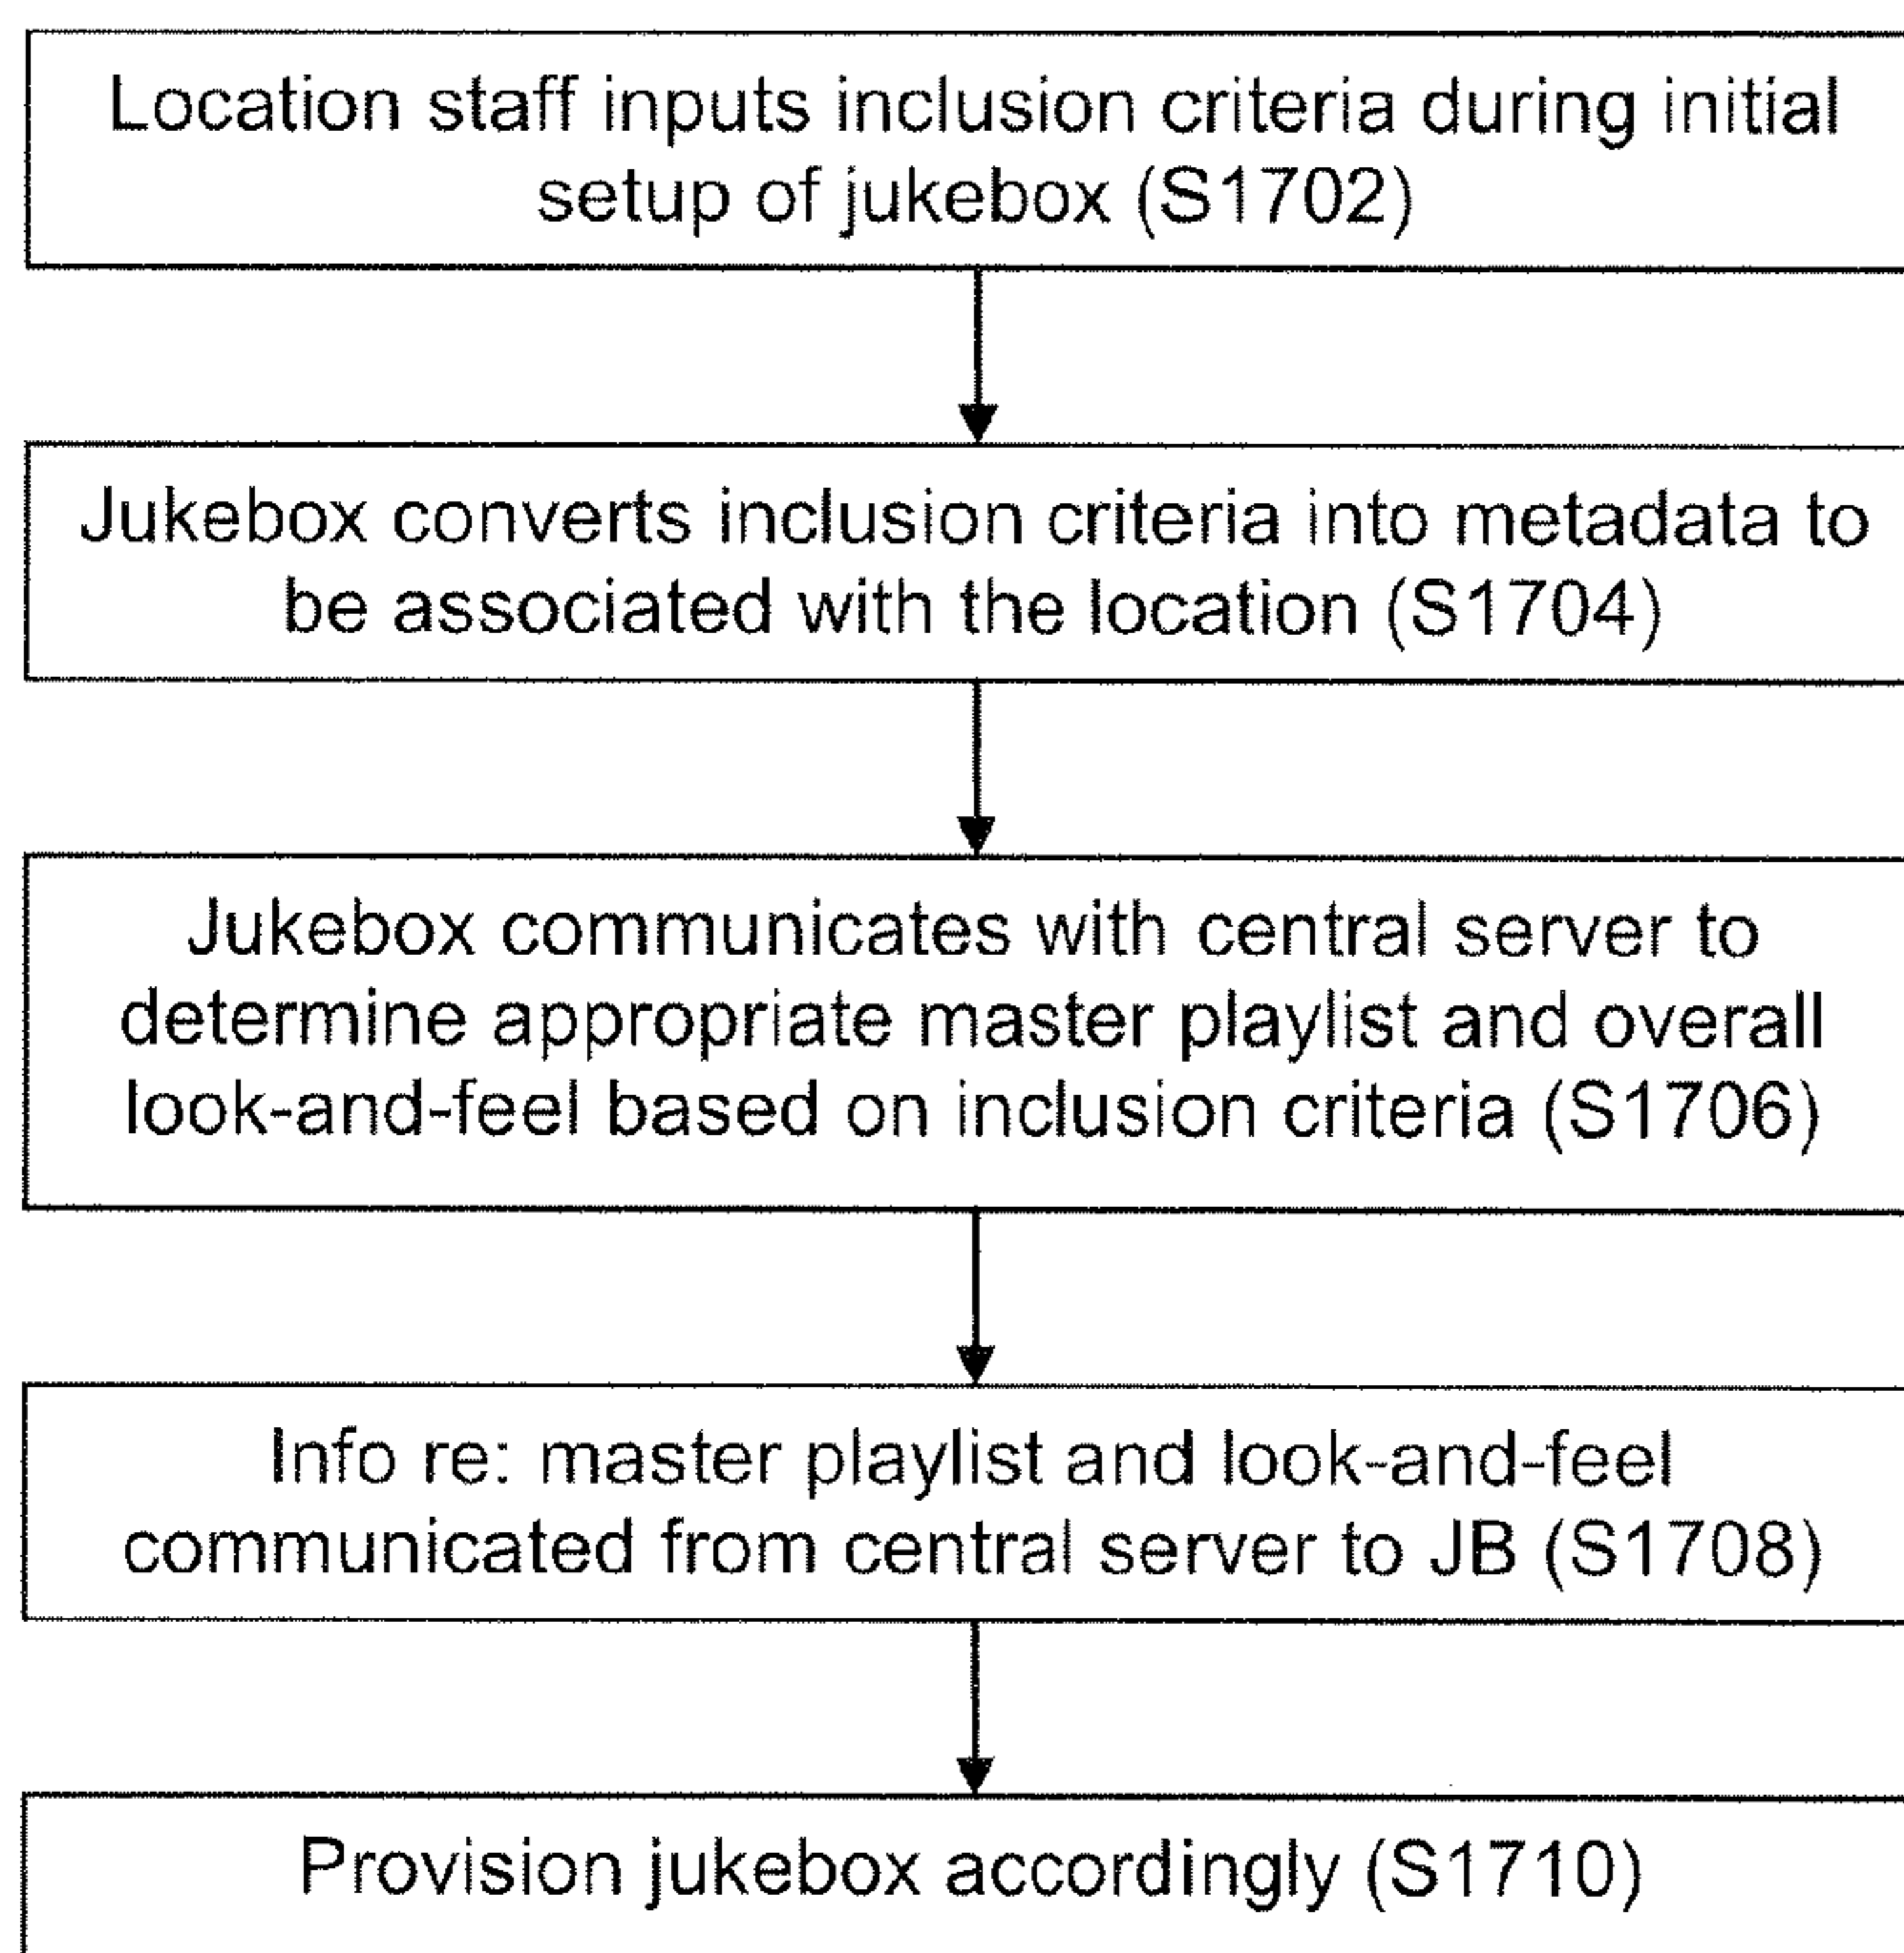 Location staff inputs inclusion criteria during initial
setup of jukebox (S1702)
Jukebox converts inclusion criteria into metadata to
be associated with the location (S1704)
Jukebox communicates with central server to
determine appropriate master playlist and overall
look-and-feel based on inclusion criteria (S1706)
Info re: master playlist and look-and-feel
communicated from central server to JB (S1708)
Provision jukebox accordingly (S1710)